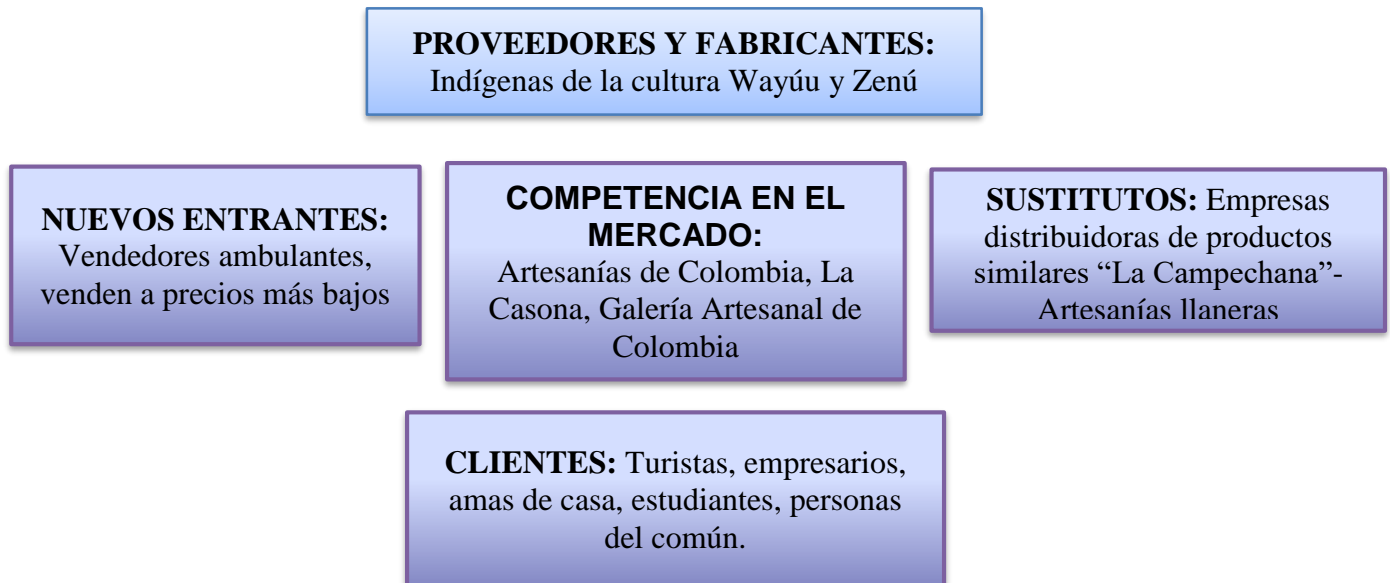 PROVEEDORES Y FABRICANTES:
Indígenas de la cultura Wayúu y Zenú
NUEVOS ENTRANTES:
Vendedores ambulantes,
venden a precios más bajos
COMPETENCIA EN EL
MERCADO:
Artesanías de Colombia, La
Casona, Galería Artesanal de
Colombia
SUSTITUTOS: Empresas
distribuidoras de productos
similares “La Campechana”-
Artesanías llaneras
CLIENTES: Turistas, empresarios,
amas de casa, estudiantes, personas
del común.